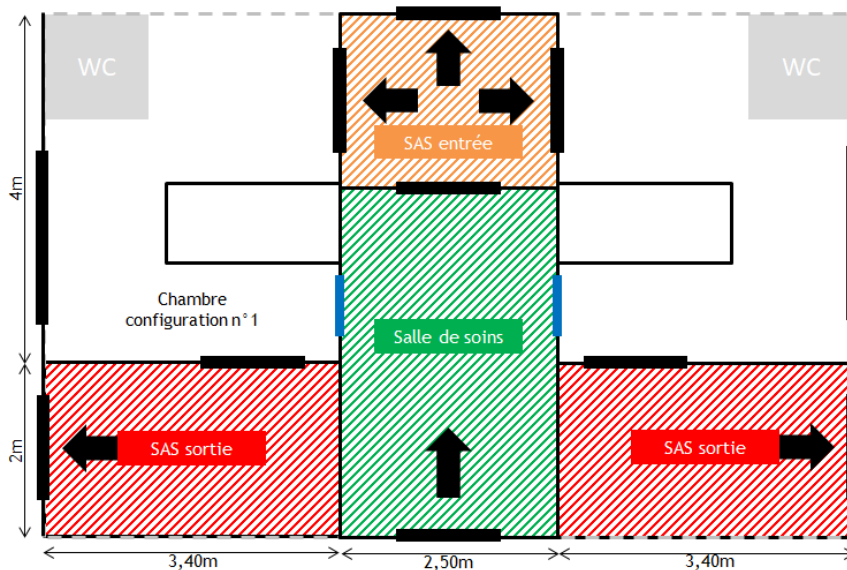 WC
WC
SAS entrée
4m
Chambre
configuration n°1
Salle de soins
2m
SAS sortie
SAS sortie
3,40m
2,50m
3,40m